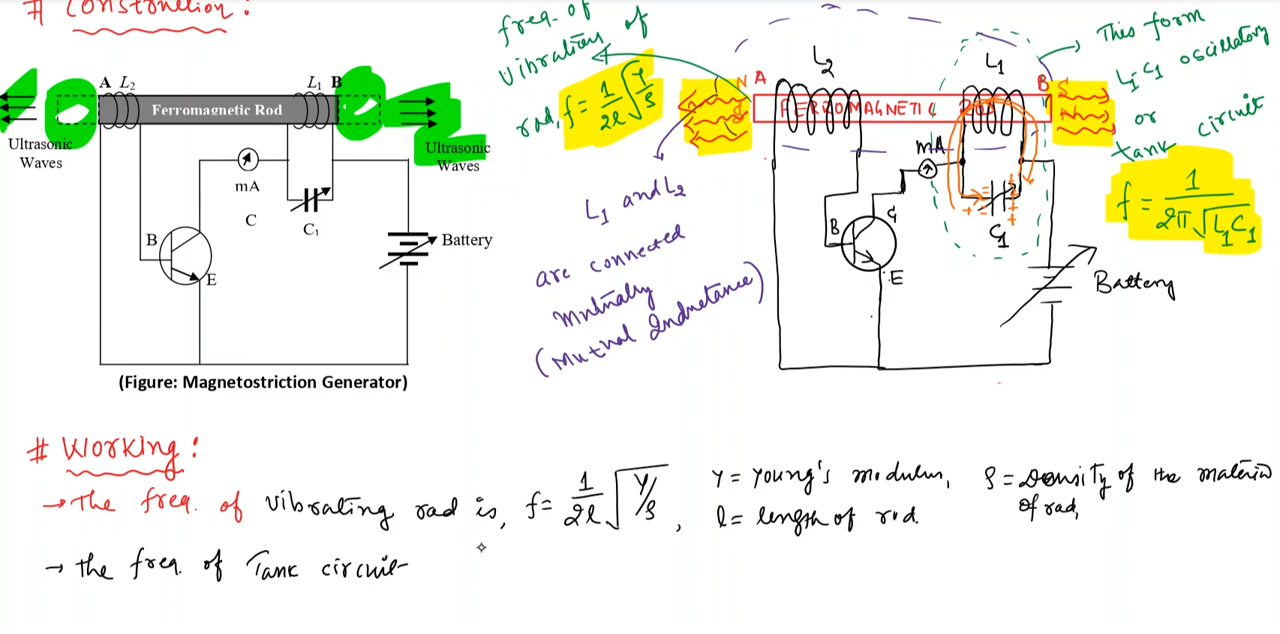 # Construction :
A L₂
L₁ B
Ferromagnetic Rod
Ultrasonic
Waves
Ultrasonic
Waves
mA
C
C₁
B
E
Battery
(Figure: Magnetostriction Generator)
freq. of
vibration of
rod, f = 1/2l √(Y/ρ)
N A
L₂
L₁
B S
FERROMAGNETIC
mA
C₁
B
C
E
Battery
L₁ and L₂
are connected
mutually
(Mutual Inductance)
This form
L₁C₁ oscillatory
or
tank circuit
f = 1/2π√L₁C₁
# Working :
→ The freq. of vibrating rod is, f = 1/2l √(Y/ρ), Y = Young's modulus, ρ = Density of the material
l = length of rod. of rod,
→ the freq. of Tank circuit